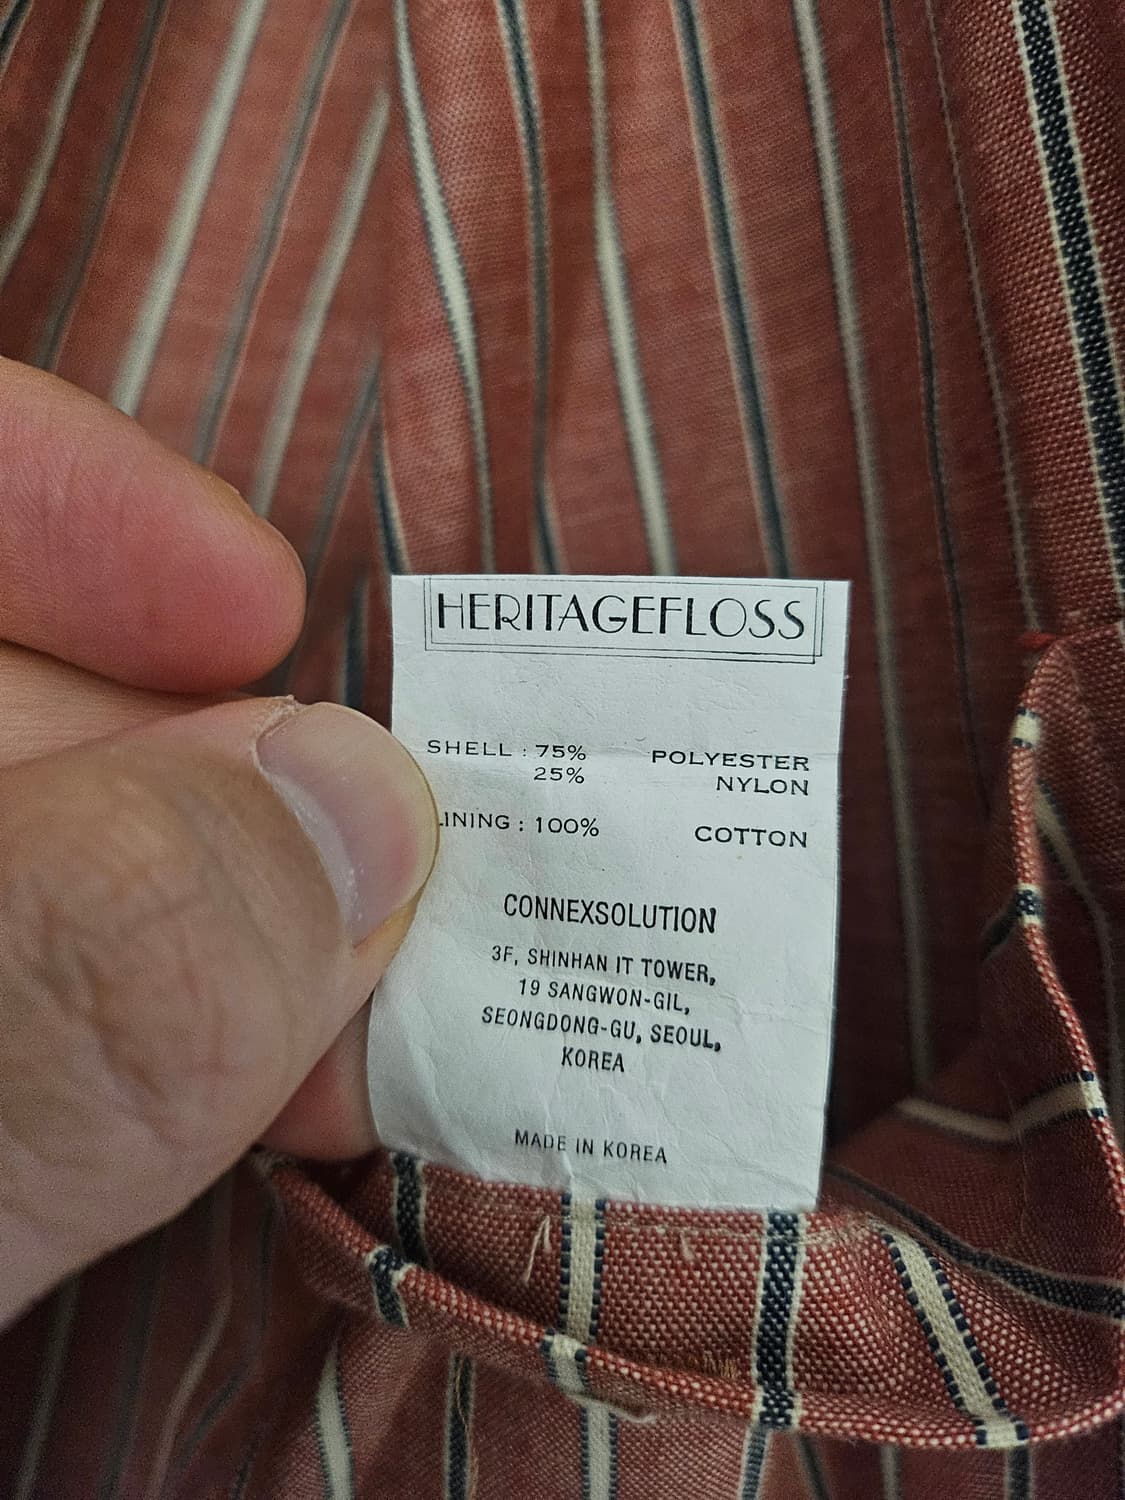 HERITAGEFLOSS
SHELL : 75% POLYESTER
25% NYLON
LINING : 100% COTTON
CONNEXSOLUTION
3F, SHINHAN IT TOWER,
19 SANGWON-GIL,
SEONGDONG-GU, SEOUL,
KOREA
MADE IN KOREA